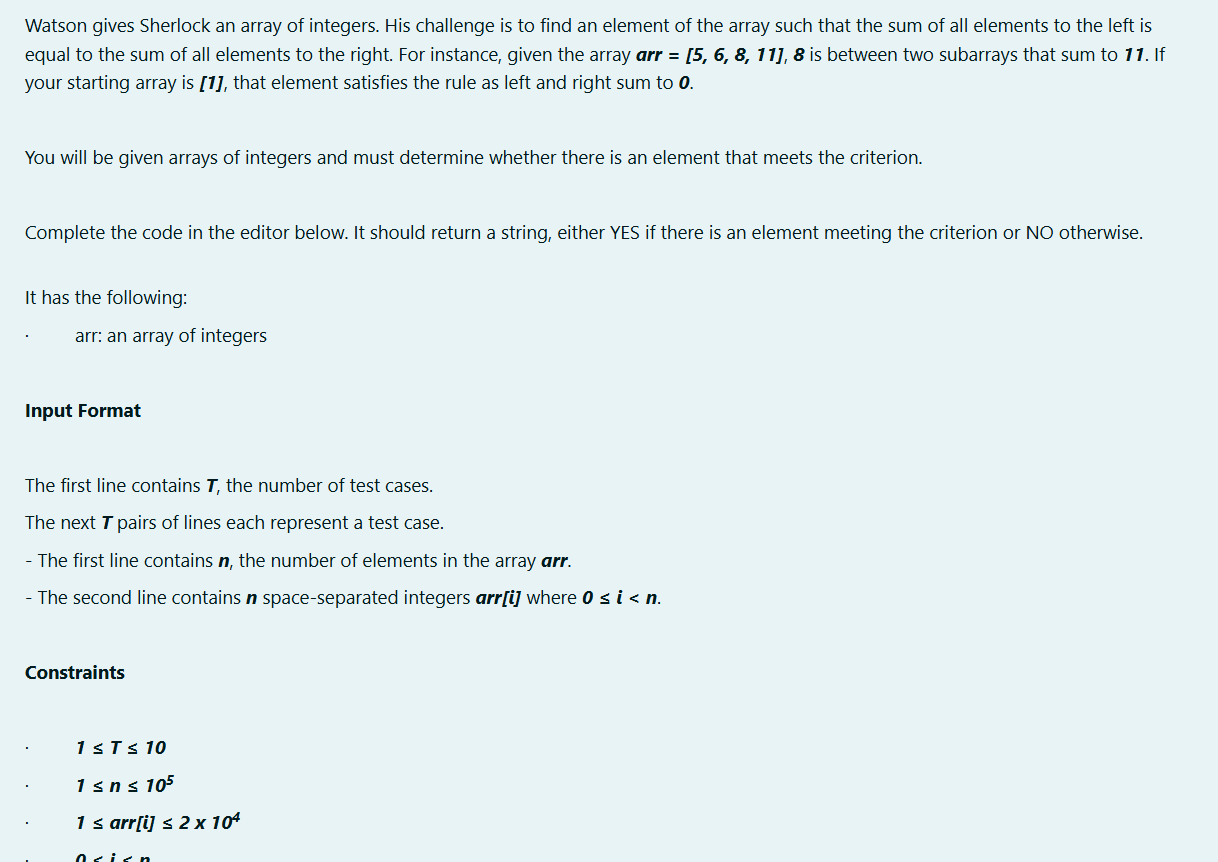 Watson gives Sherlock an array of integers. His challenge is to find an element of the array such that the sum of all elements to the left is
equal to the sum of all elements to the right. For instance, given the array arr = [5, 6, 8, 11], 8 is between two subarrays that sum to 11. If
your starting array is [1], that element satisfies the rule as left and right sum to 0.
You will be given arrays of integers and must determine whether there is an element that meets the criterion.
Complete the code in the editor below. It should return a string, either YES if there is an element meeting the criterion or NO otherwise.
It has the following:
· arr: an array of integers
Input Format
The first line contains T, the number of test cases.
The next T pairs of lines each represent a test case.
- The first line contains n, the number of elements in the array arr.
- The second line contains n space-separated integers arr[i] where 0 ≤ i < n.
Constraints
· 1 ≤ T ≤ 10
· 1 ≤ n ≤ 10⁵
· 1 ≤ arr[i] ≤ 2 x 10⁴
· 0 ≤ i < n